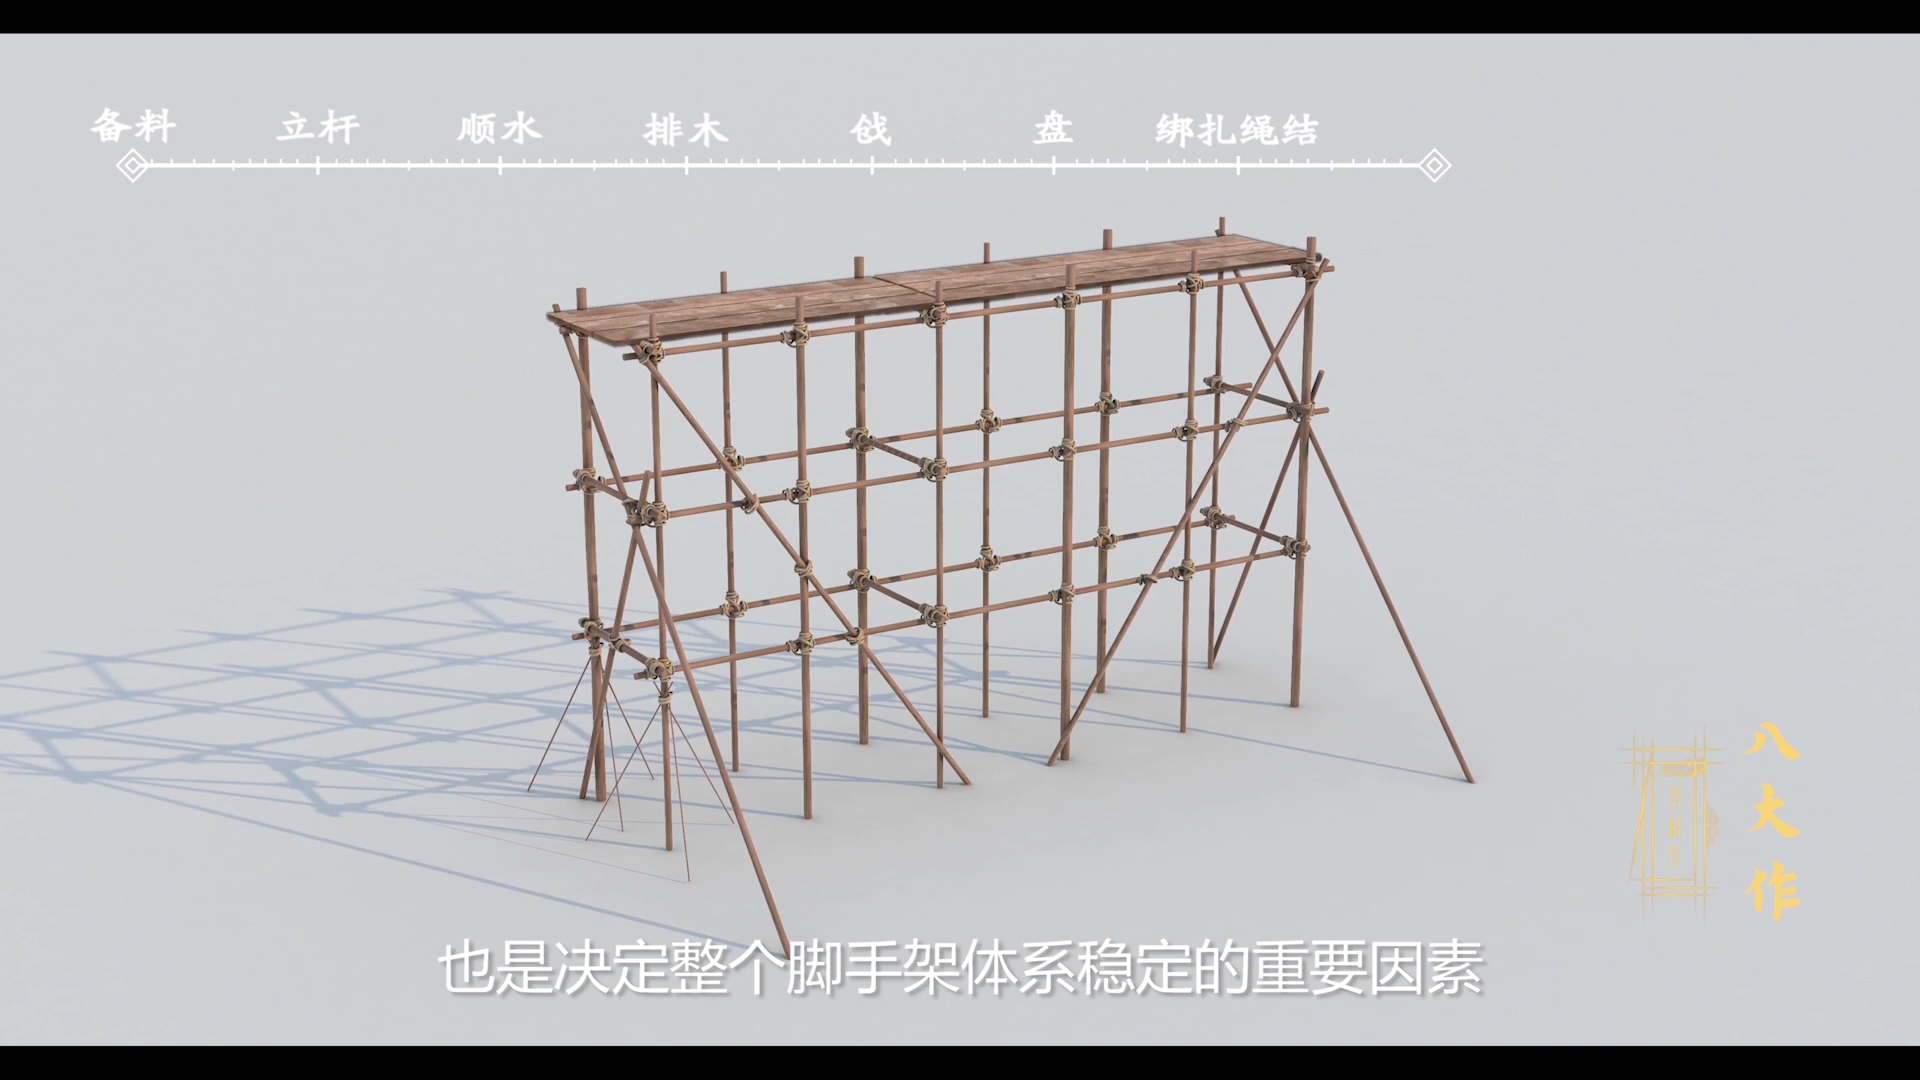 备料 立杆 顺水 排木 戗 盘 绑扎绳结
八大作
也是决定整个脚手架体系稳定的重要因素